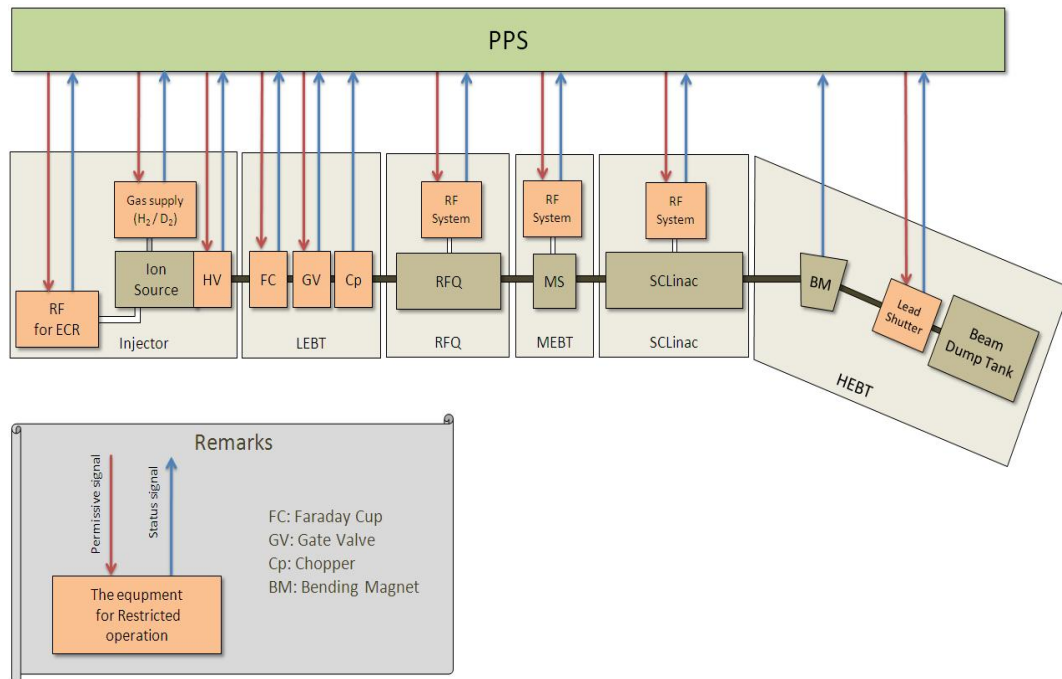 PPS
Gas supply
(H₂ / D₂)
RF
System
RF
System
RF
System
Ion
Source
HV
FC
GV
Cp
RFQ
MS
SCLinac
BM
RF
for ECR
Lead
Shutter
Beam
Dump Tank
Injector
LEBT
RFQ
MEBT
SCLinac
HEBT
Remarks
Permissive signal
Status signal
FC: Faraday Cup
GV: Gate Valve
Cp: Chopper
BM: Bending Magnet
The equpment
for Restricted
operation